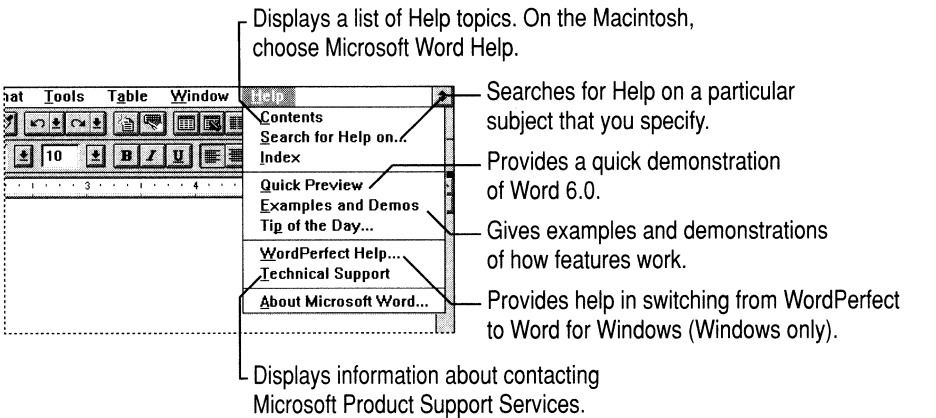 Displays a list of Help topics. On the Macintosh,
choose Microsoft Word Help.
nat Tools Table Window Help
10 B I U
3 4
Contents
Search for Help on...
Index
Quick Preview
Examples and Demos
Tip of the Day...
WordPerfect Help...
Technical Support
About Microsoft Word...
Searches for Help on a particular
subject that you specify.
Provides a quick demonstration
of Word 6.0.
Gives examples and demonstrations
of how features work.
Provides help in switching from WordPerfect
to Word for Windows (Windows only).
Displays information about contacting
Microsoft Product Support Services.